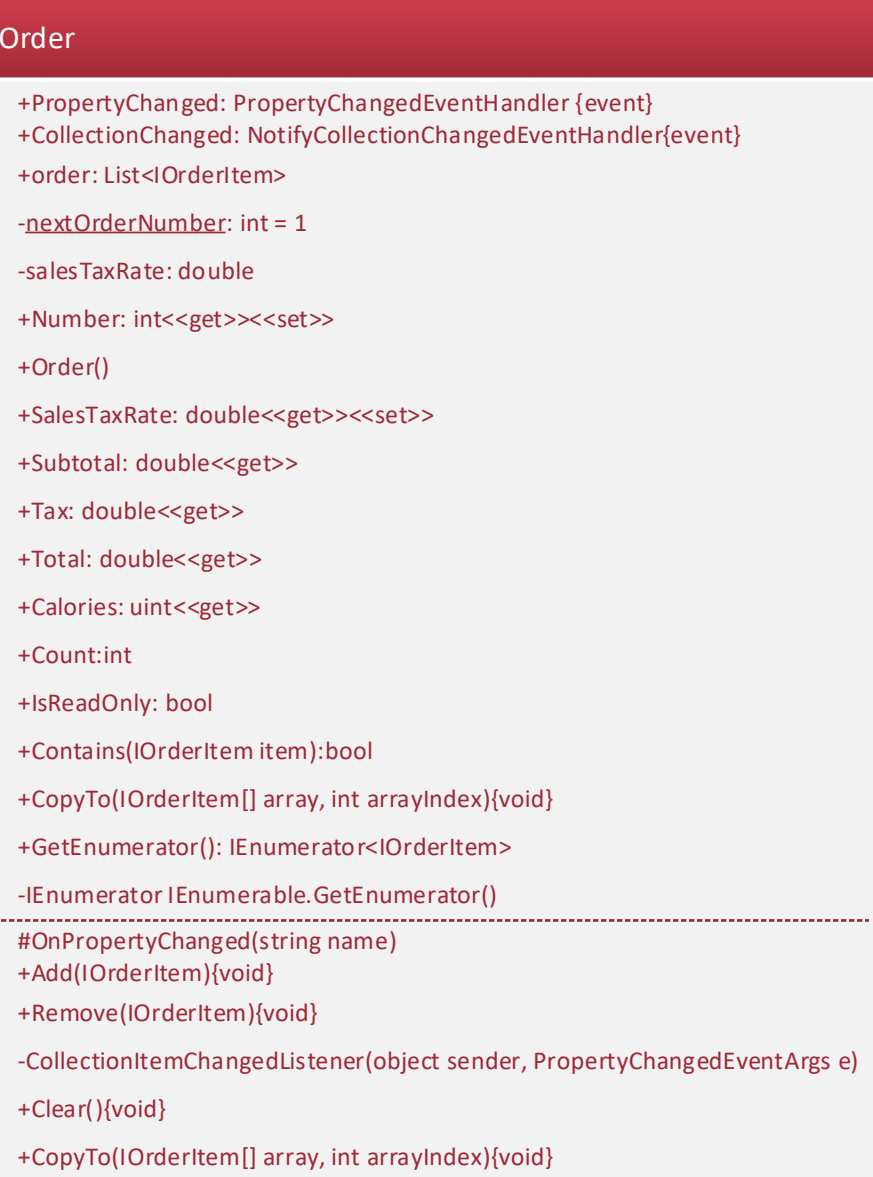 Order
+PropertyChanged: PropertyChangedEventHandler {event}
+CollectionChanged: NotifyCollectionChangedEventHandler{event}
+order: List<IOrderItem>
-nextOrderNumber: int = 1
-salesTaxRate: double
+Number: int<<get>><<set>>
+Order()
+SalesTaxRate: double<<get>><<set>>
+Subtotal: double<<get>>
+Tax: double<<get>>
+Total: double<<get>>
+Calories: uint<<get>>
+Count:int
+IsReadOnly: bool
+Contains(IOrderItem item):bool
+CopyTo(IOrderItem[] array, int arrayIndex){void}
+GetEnumerator(): IEnumerator<IOrderItem>
-IEnumerator IEnumerable.GetEnumerator()
#OnPropertyChanged(string name)
+Add(IOrderItem){void}
+Remove(IOrderItem){void}
-CollectionItemChangedListener(object sender, PropertyChangedEventArgs e)
+Clear(){void}
+CopyTo(IOrderItem[] array, int arrayIndex){void}